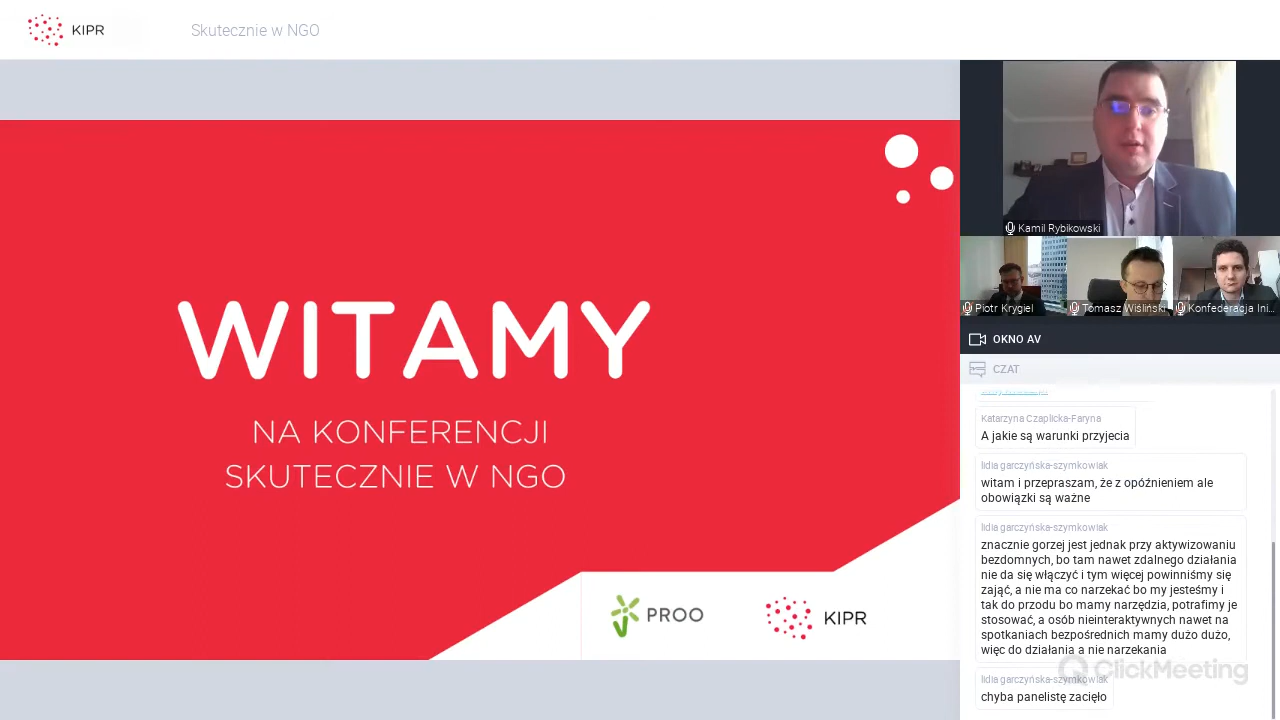 KIPR
Skutecznie w NGO
WITAMY
NA KONFERENCJI
SKUTECZNIE W NGO
PROO
KIPR
Kamil Rybikowski
Piotr Krygiel
Tomasz Wiśliński
Konfederacja Ini...
OKNO AV
CZAT
Katarzyna Czaplicka-Faryna
A jakie są warunki przyjecia
lidia garczyńska-szymkowiak
witam i przepraszam, że z opóźnieniem ale
obowiązki są ważne
lidia garczyńska-szymkowiak
znacznie gorzej jest jednak przy aktywizowaniu
bezdomnych, bo tam nawet zdalnego działania
nie da się włączyć i tym więcej powinniśmy się
zająć, a nie ma co narzekać bo my jesteśmy i
tak do przodu bo mamy narzędzia, potrafimy je
stosować, a osób nieinteraktywnych nawet na
spotkaniach bezpośrednich mamy dużo dużo,
więc do działania a nie narzekania
ClickMeeting
lidia garczyńska-szymkowiak
chyba panelistę zacięło